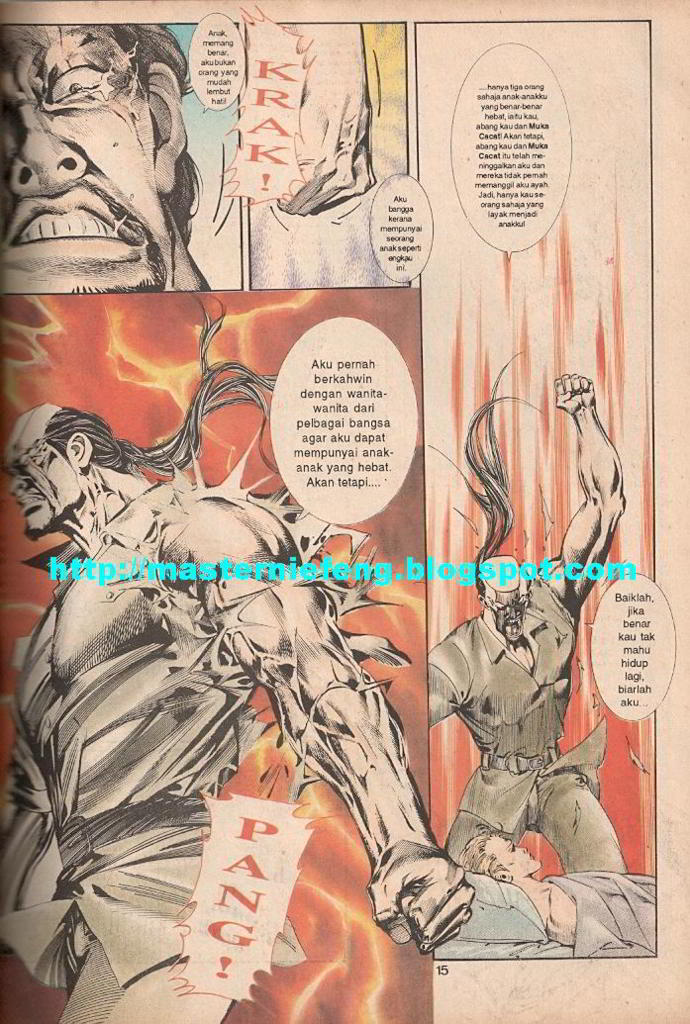 Anak,
memang
benar,
aku bukan
orang yang
mudah
lembut
hati!
KRAK!
Aku
bangga
kerana
mempunyai
seorang
anak seperti
engkau
ini.
Aku pernah
berkahwin
dengan wanita-
wanita dari
pelbagai bangsa
agar aku dapat
mempunyai anak-
anak yang hebat.
Akan tetapi....
PANG!
....hanya tiga orang
sahaja anak-anakku
yang benar-benar
hebat, iaitu kau,
abang kau dan Muka
Cacat! Akan tetapi,
abang kau dan Muka
Cacat itu telah me-
ninggalkan aku dan
mereka tidak pernah
memanggil aku ayah.
Jadi, hanya kau se-
orang sahaja yang
layak menjadi
anakku!
Baiklah,
jika
benar
kau tak
mahu
hidup
lagi,
biarlah
aku...
http://masterniefeng.blogspot.com
15